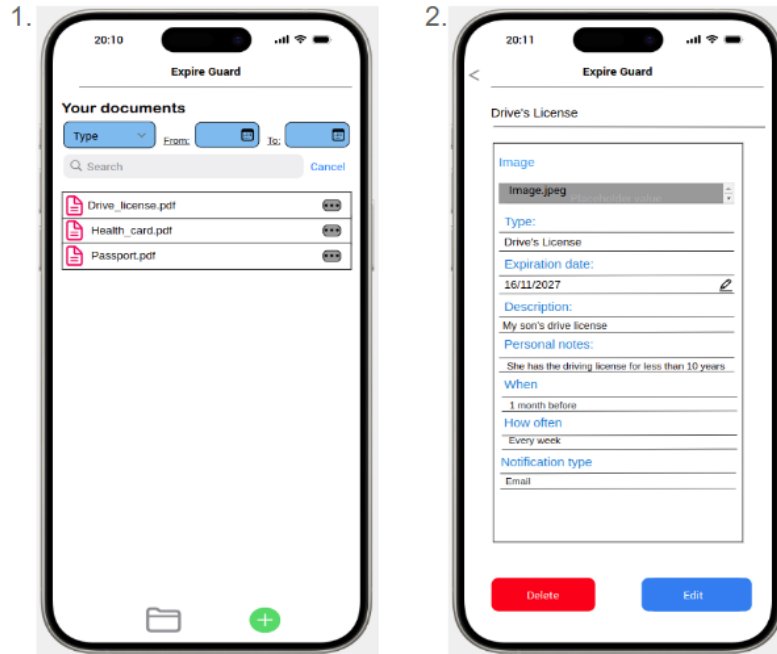 1.
20:10
Expire Guard
Your documents
Type From: To:
Search Cancel
Drive_license.pdf
Health_card.pdf
Passport.pdf
2.
20:11
<
Expire Guard
Drive's License
Image
Image.jpeg
Placeholder value
Type:
Drive's License
Expiration date:
16/11/2027
Description:
My son's drive license
Personal notes:
She has the driving license for less than 10 years
When
1 month before
How often
Every week
Notification type
Email
Delete Edit